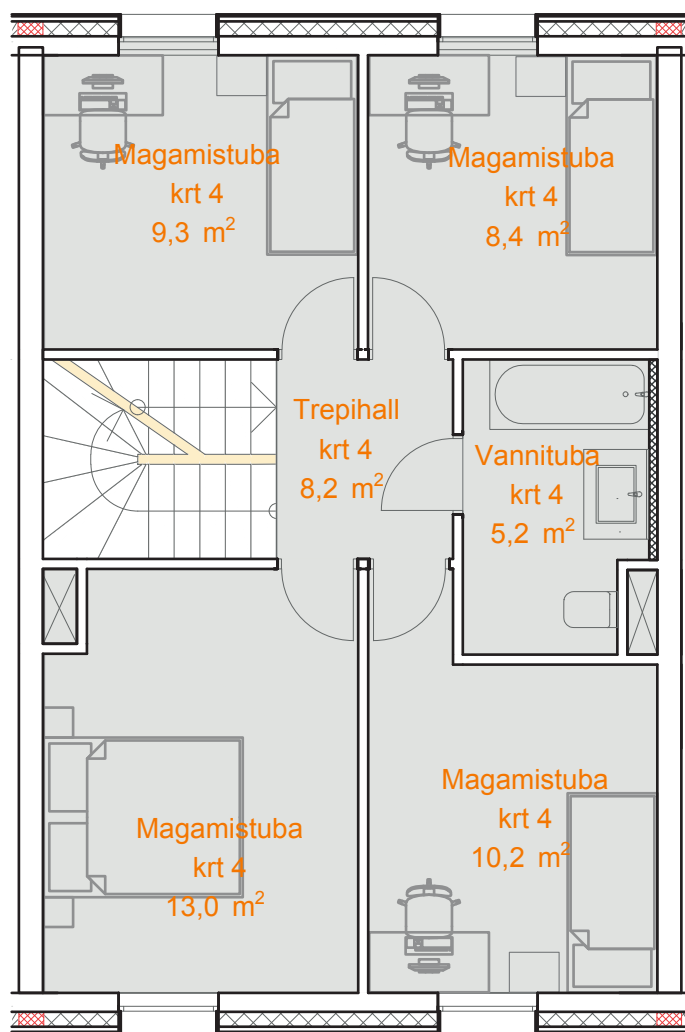 Magamistuba
krt 4
9,3 m²
Magamistuba
krt 4
8,4 m²
Trepihall
krt 4
8,2 m²
Vannituba
krt 4
5,2 m²
Magamistuba
krt 4
13,0 m²
Magamistuba
krt 4
10,2 m²